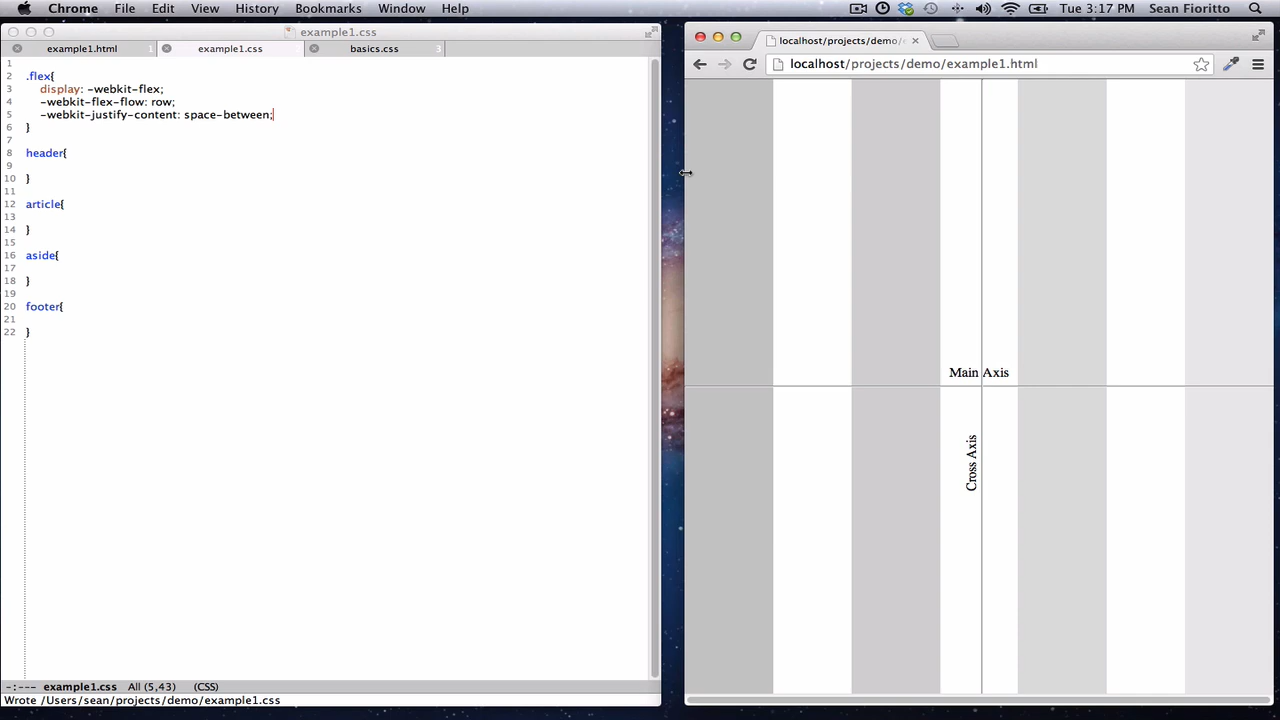 Chrome File Edit View History Bookmarks Window Help Tue 3:17 PM Sean Fioritto
example1.css
example1.html 1 example1.css basics.css 3
1
2 .flex{
3 display: -webkit-flex;
4 -webkit-flex-flow: row;
5 -webkit-justify-content: space-between;
6 }
7
8 header{
9
10 }
11
12 article{
13
14 }
15
16 aside{
17
18 }
19
20 footer{
21
22 }
-:--- example1.css All (5,43) (CSS)
Wrote /Users/sean/projects/demo/example1.css
localhost/projects/demo/e
localhost/projects/demo/example1.html
Main Axis
Cross Axis